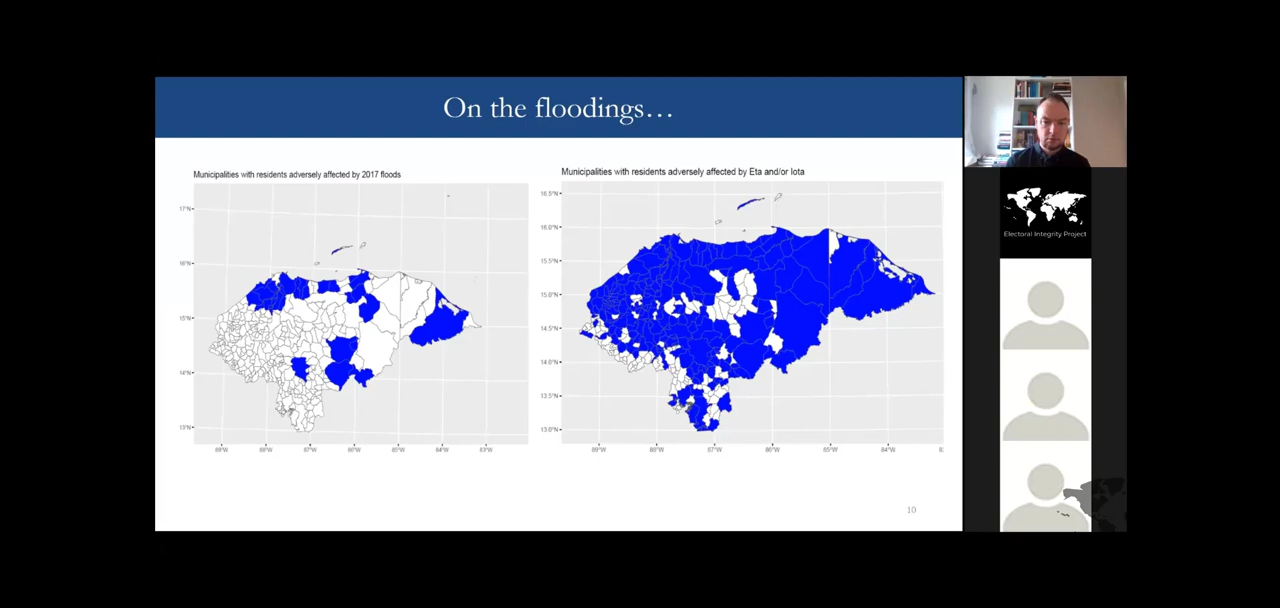 On the floodings…
Municipalities with residents adversely affected by 2017 floods
17°N
16°N
15°N
14°N
13°N
88°W
87°W
86°W
85°W
84°W
83°W
Municipalities with residents adversely affected by Eta and/or Iota
16.5°N
16.0°N
15.5°N
15.0°N
14.5°N
14.0°N
13.5°N
13.0°N
89°W
88°W
87°W
86°W
85°W
84°W
10
Electoral Integrity Project